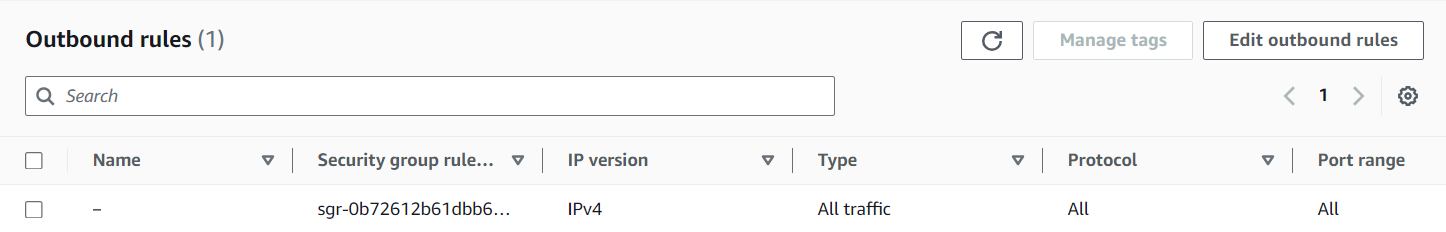 Outbound rules (1)
Manage tags
Edit outbound rules
Search
1
Name Security group rule... IP version Type Protocol Port range
– sgr-0b72612b61dbb6... IPv4 All traffic All All